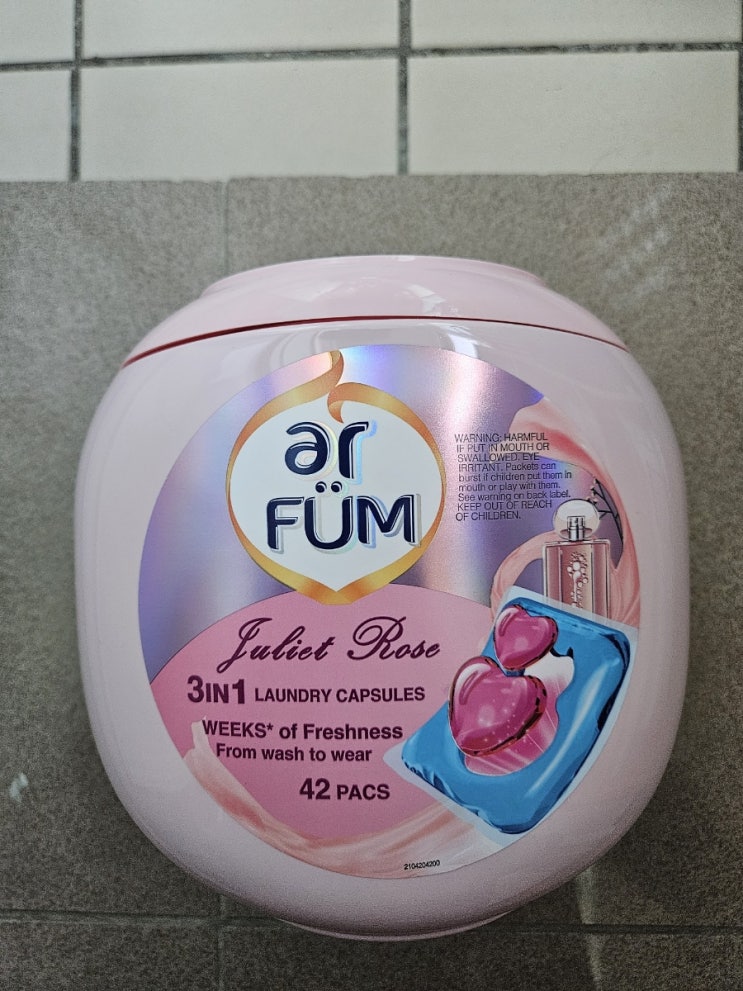 ar
FÜM
WARNING: HARMFUL
IF PUT IN MOUTH OR
SWALLOWED. EYE
IRRITANT. Packets can
burst if children put them in
mouth or play with them.
See warning on back label.
KEEP OUT OF REACH
OF CHILDREN.
Juliet Rose
3IN1 LAUNDRY CAPSULES
WEEKS* of Freshness
From wash to wear
42 PACS
2104204200